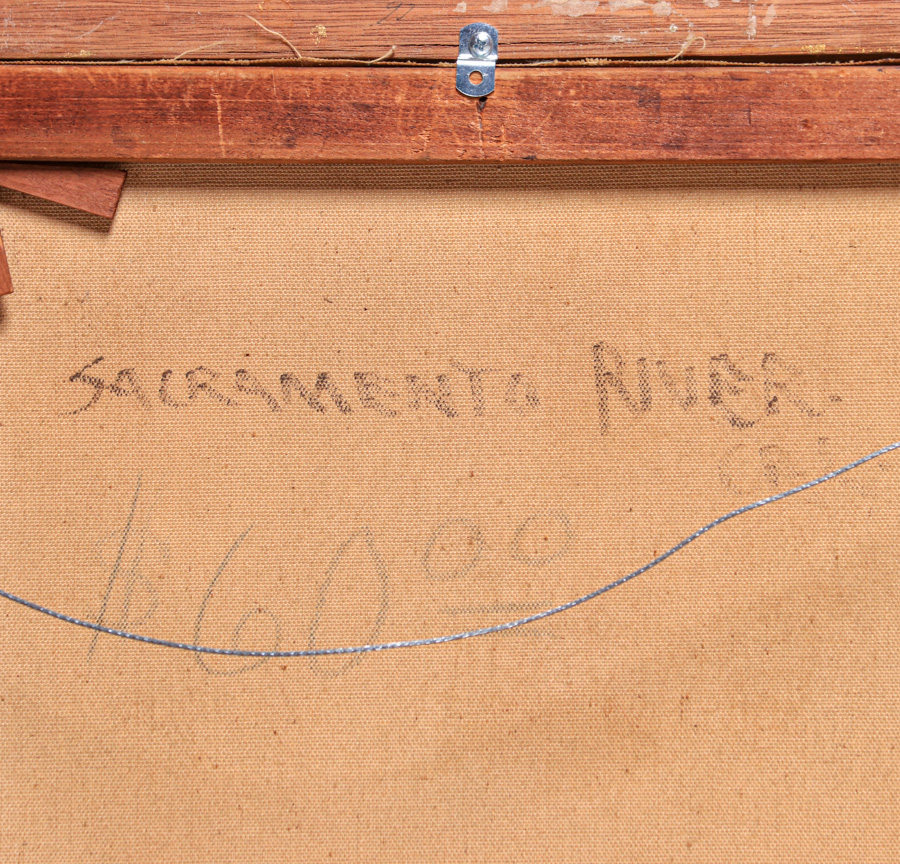 SACRAMENTO RIVER.
(R)
$60 00